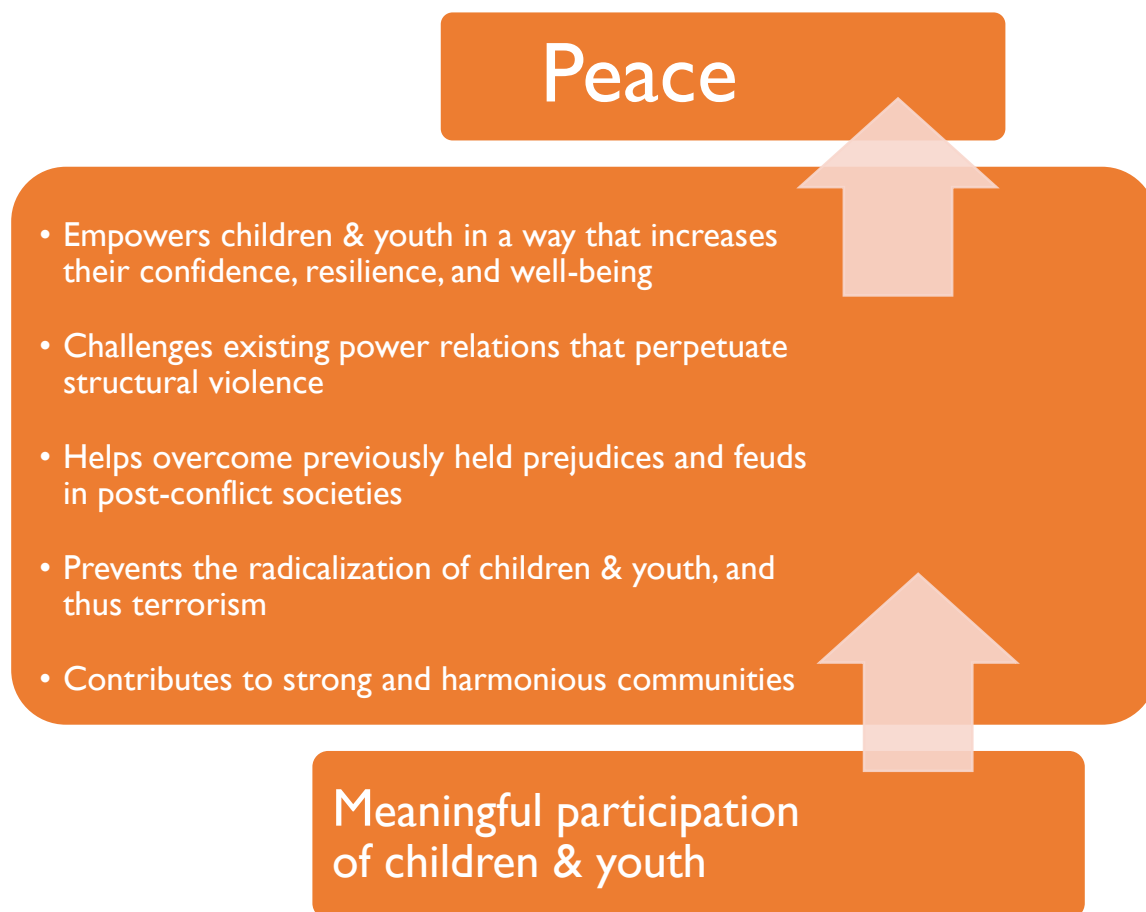 Peace
• Empowers children & youth in a way that increases
their confidence, resilience, and well-being
• Challenges existing power relations that perpetuate
structural violence
• Helps overcome previously held prejudices and feuds
in post-conflict societies
• Prevents the radicalization of children & youth, and
thus terrorism
• Contributes to strong and harmonious communities
Meaningful participation
of children & youth